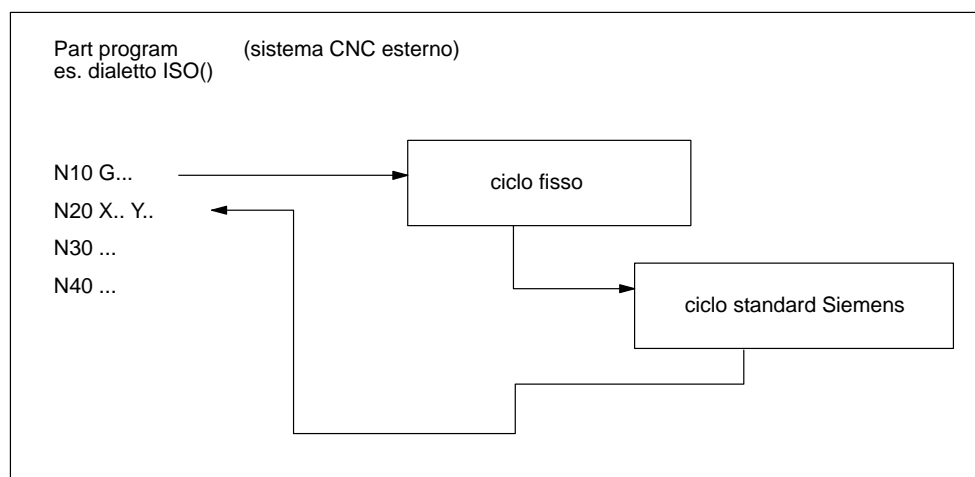 Part program (sistema CNC esterno)
es. dialetto ISO()
N10 G...
ciclo fisso
N20 X.. Y..
N30 ...
N40 ...
ciclo standard Siemens